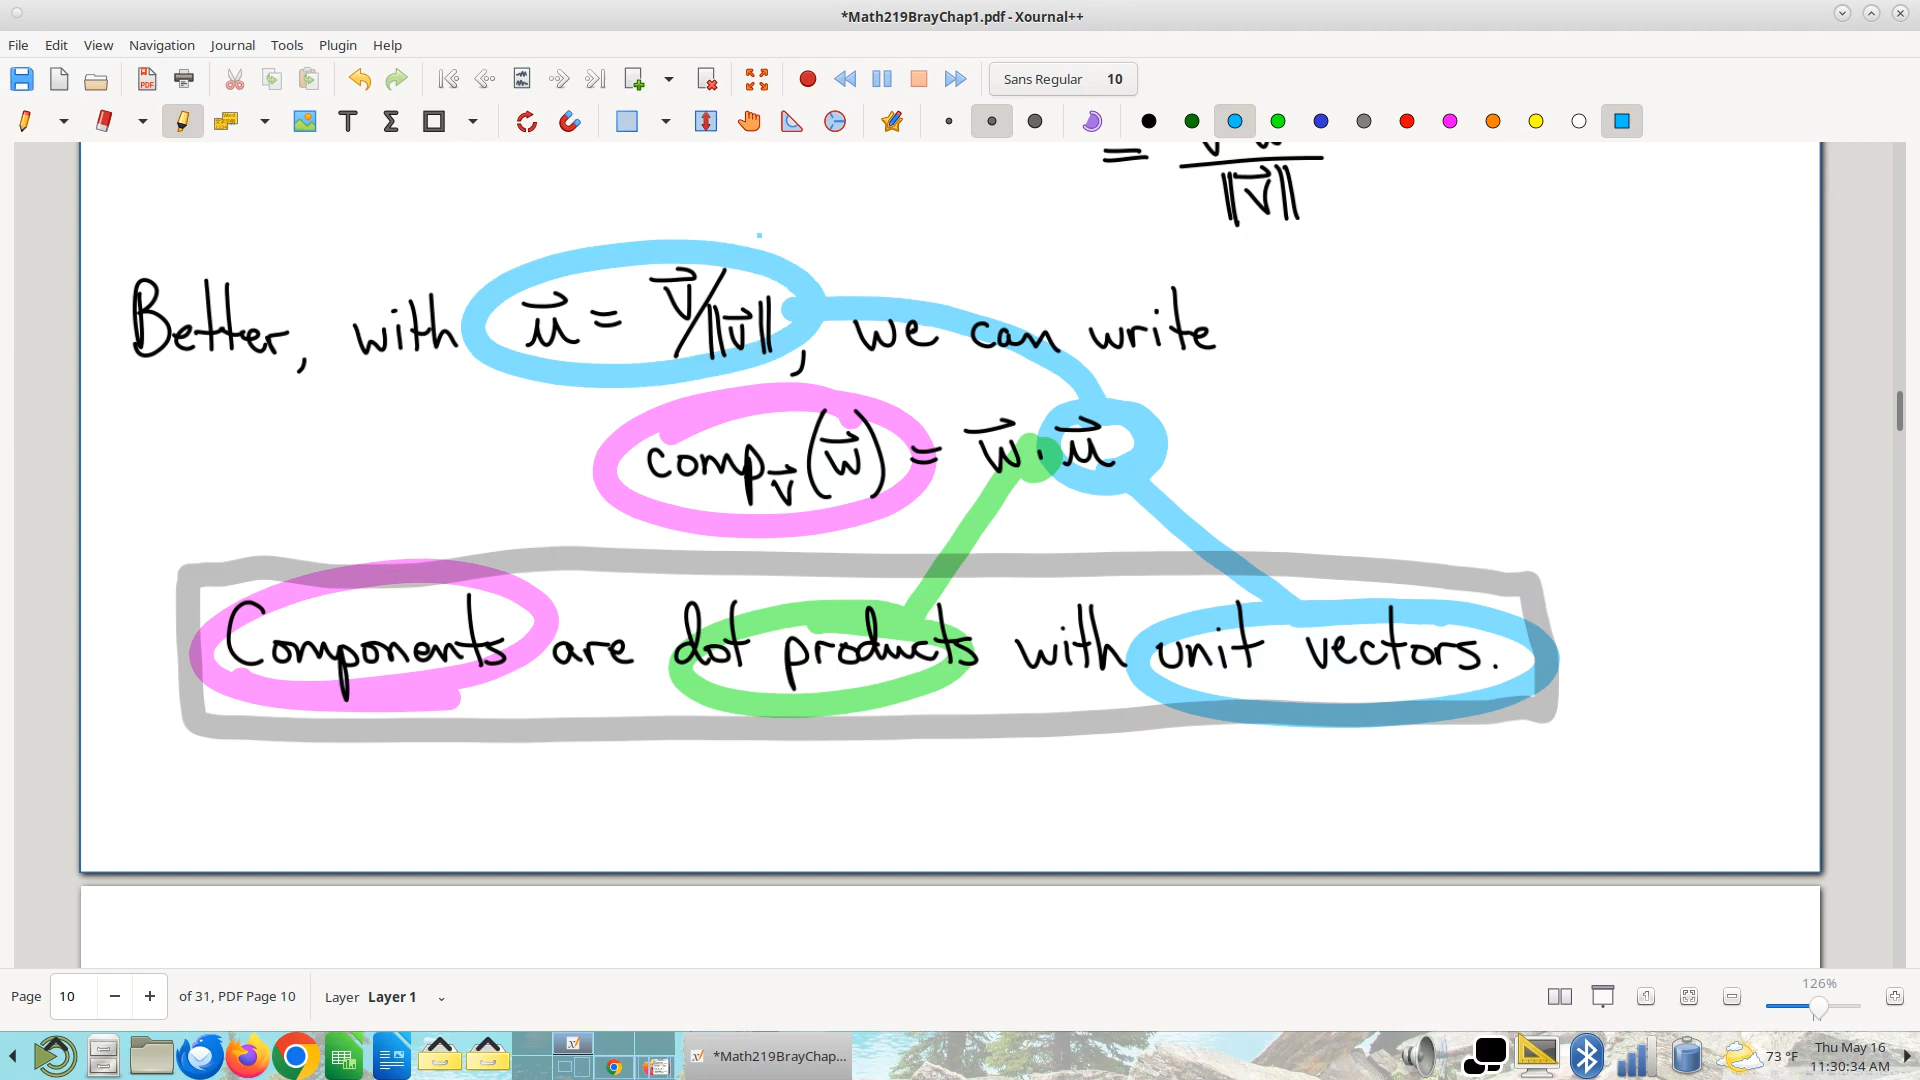 *Math219BrayChap1.pdf - Xournal++
File Edit View Navigation Journal Tools Plugin Help
Sans Regular 10
= / ‖v⃗‖
Better, with u⃗ = v⃗/‖v⃗‖, we can write
comp_v⃗(w⃗) = w⃗ · u⃗
Components are dot products with unit vectors.
Page 10 − + of 31, PDF Page 10 Layer Layer 1
126%
*Math219BrayChap...
73 °F
Thu May 16
11:30:34 AM